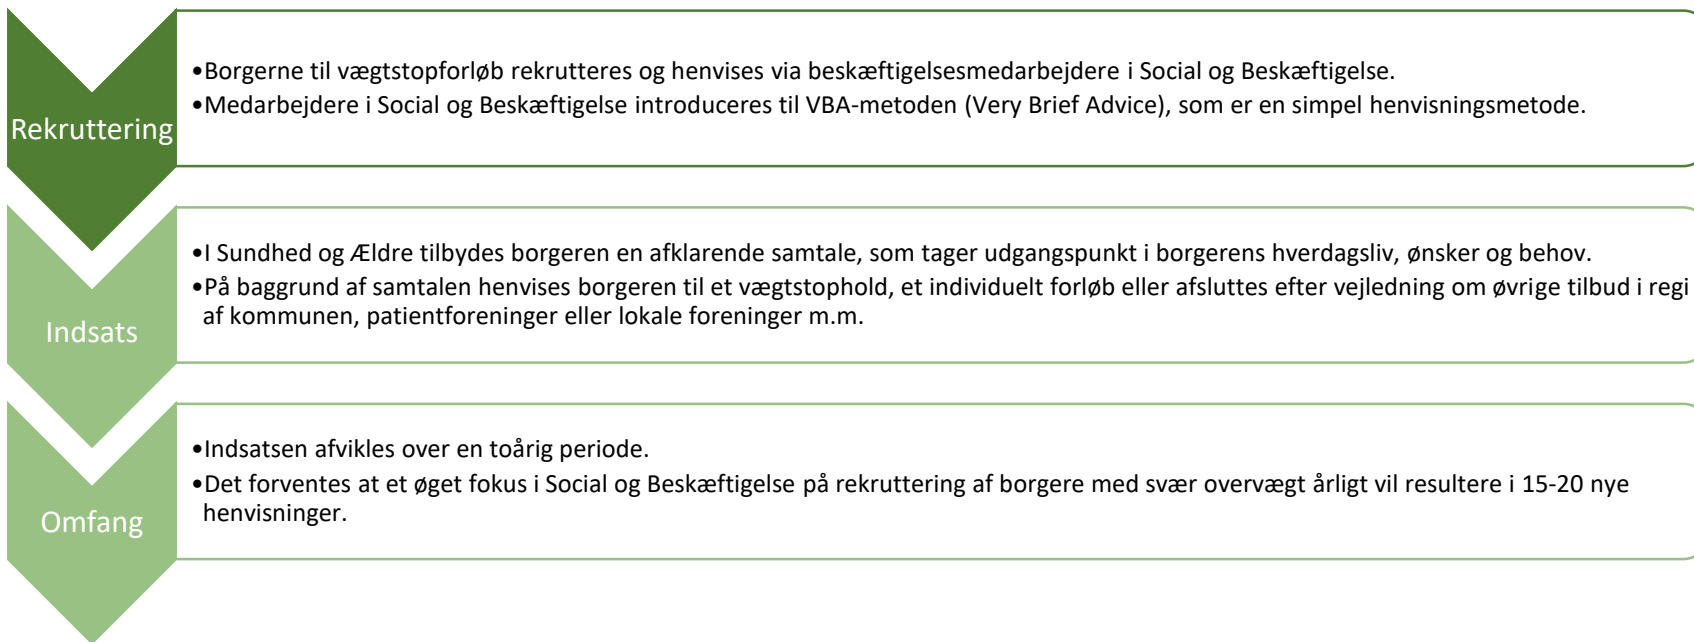 Rekruttering
•Borgerne til vægtstopforløb rekrutteres og henvises via beskæftigelsesmedarbejdere i Social og Beskæftigelse.
•Medarbejdere i Social og Beskæftigelse introduceres til VBA-metoden (Very Brief Advice), som er en simpel henvisningsmetode.
Indsats
•I Sundhed og Ældre tilbydes borgeren en afklarende samtale, som tager udgangspunkt i borgerens hverdagsliv, ønsker og behov.
•På baggrund af samtalen henvises borgeren til et vægtstophold, et individuelt forløb eller afsluttes efter vejledning om øvrige tilbud i regi
af kommunen, patientforeninger eller lokale foreninger m.m.
Omfang
•Indsatsen afvikles over en toårig periode.
•Det forventes at et øget fokus i Social og Beskæftigelse på rekruttering af borgere med svær overvægt årligt vil resultere i 15-20 nye
henvisninger.